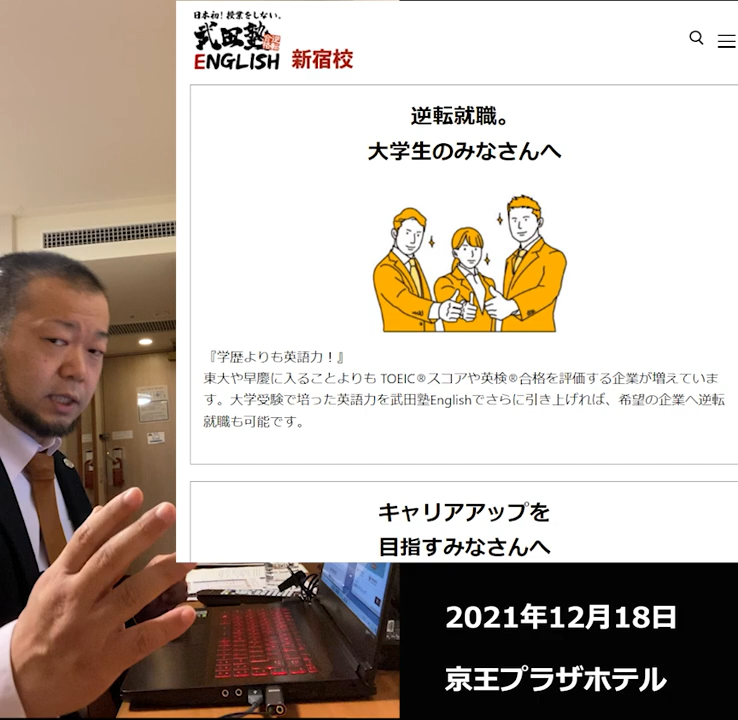 日本初！授業をしない。
武田塾
ENGLISH 新宿校
逆転就職。
大学生のみなさんへ
『学歴よりも英語力！』
東大や早慶に入ることよりも TOEIC®スコアや英検®合格を評価する企業が増えていま
す。大学受験で培った英語力を武田塾Englishでさらに引き上げれば、希望の企業へ逆転
就職も可能です。
キャリアアップを
目指すみなさんへ
2021年12月18日
京王プラザホテル